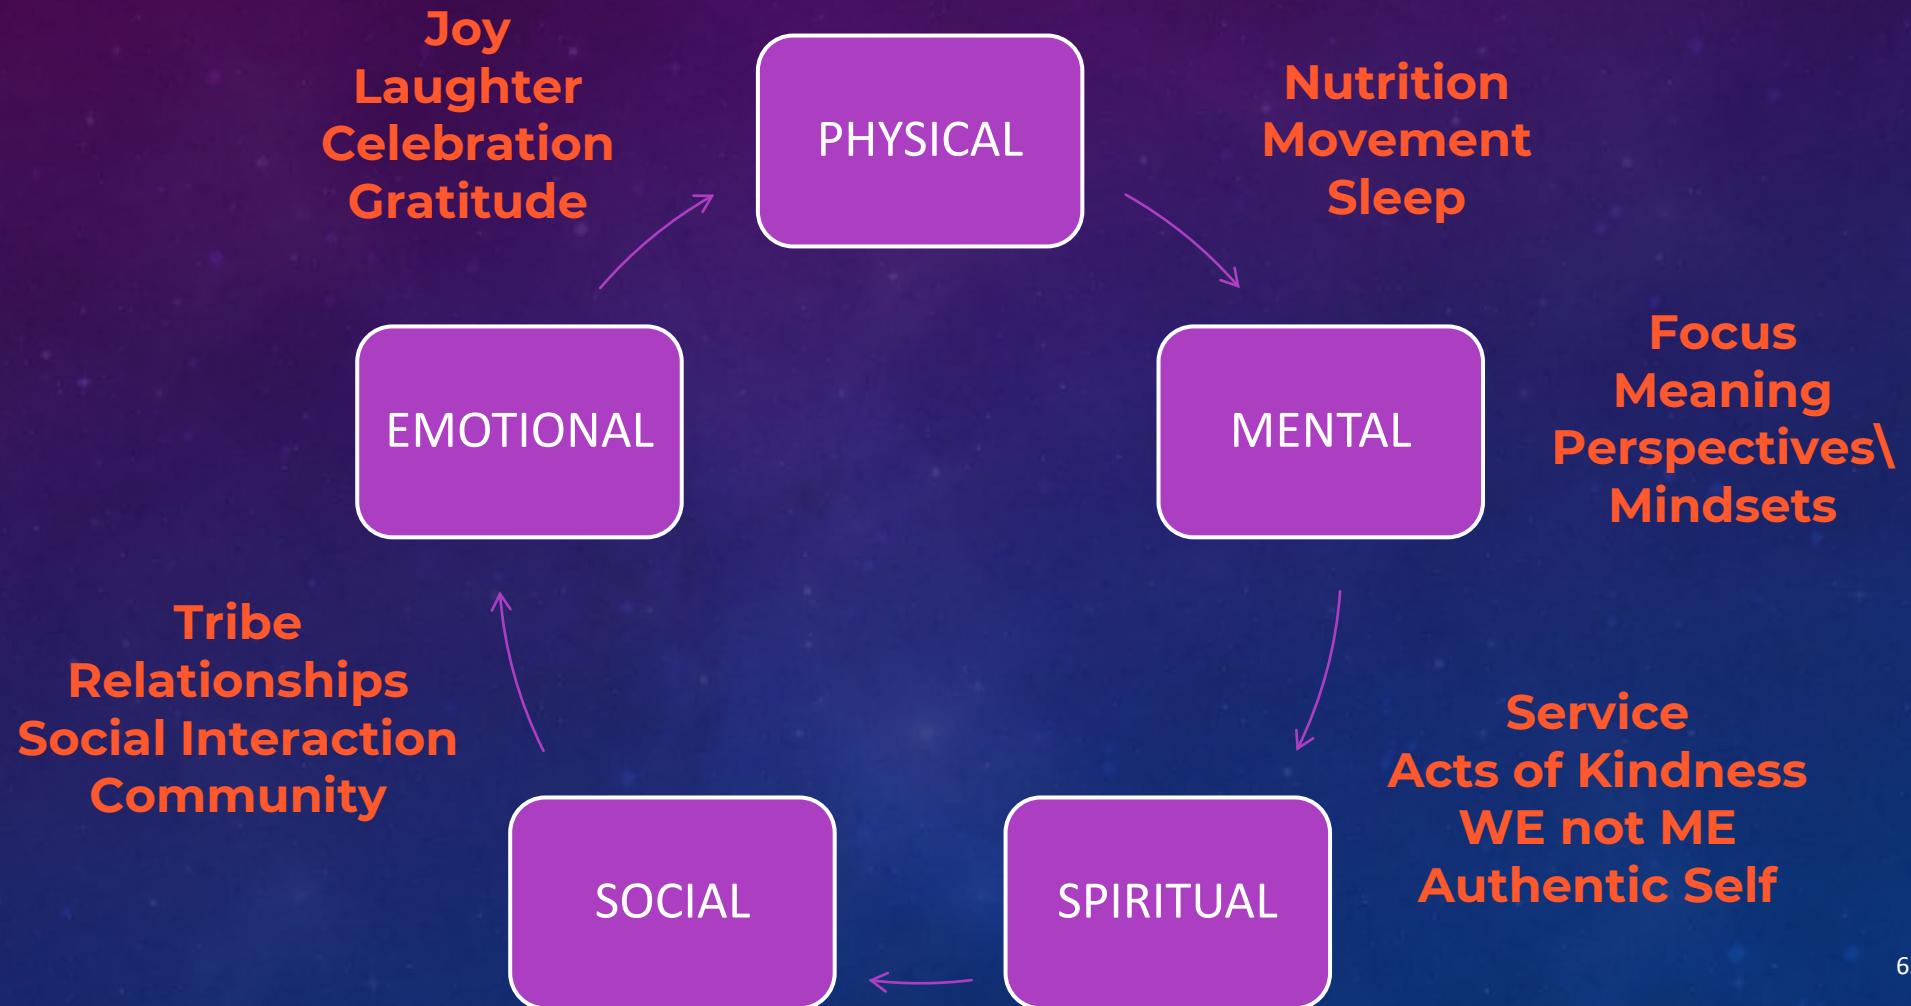 Joy
Laughter
Celebration
Gratitude
PHYSICAL
Nutrition
Movement
Sleep
EMOTIONAL
MENTAL
Focus
Meaning
Perspectives\
Mindsets
Tribe
Relationships
Social Interaction
Community
SOCIAL
SPIRITUAL
Service
Acts of Kindness
WE not ME
Authentic Self